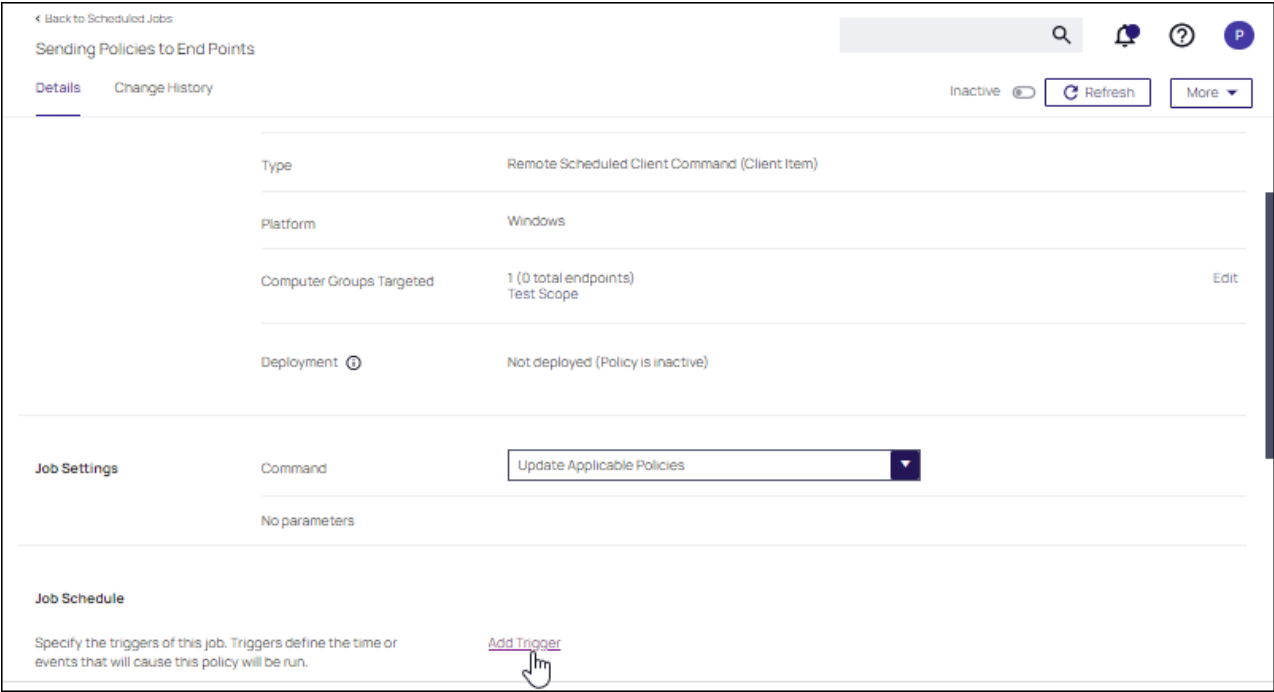 Back to Scheduled Jobs
Sending Policies to End Points
P
Details
Change History
Inactive
Refresh
More
Type
Remote Scheduled Client Command (Client Item)
Platform
Windows
Computer Groups Targeted
1 (0 total endpoints)
Test Scope
Edit
Deployment
Not deployed (Policy is inactive)
Job Settings
Command
Update Applicable Policies
No parameters
Job Schedule
Specify the triggers of this job. Triggers define the time or
events that will cause this policy will be run.
Add Trigger